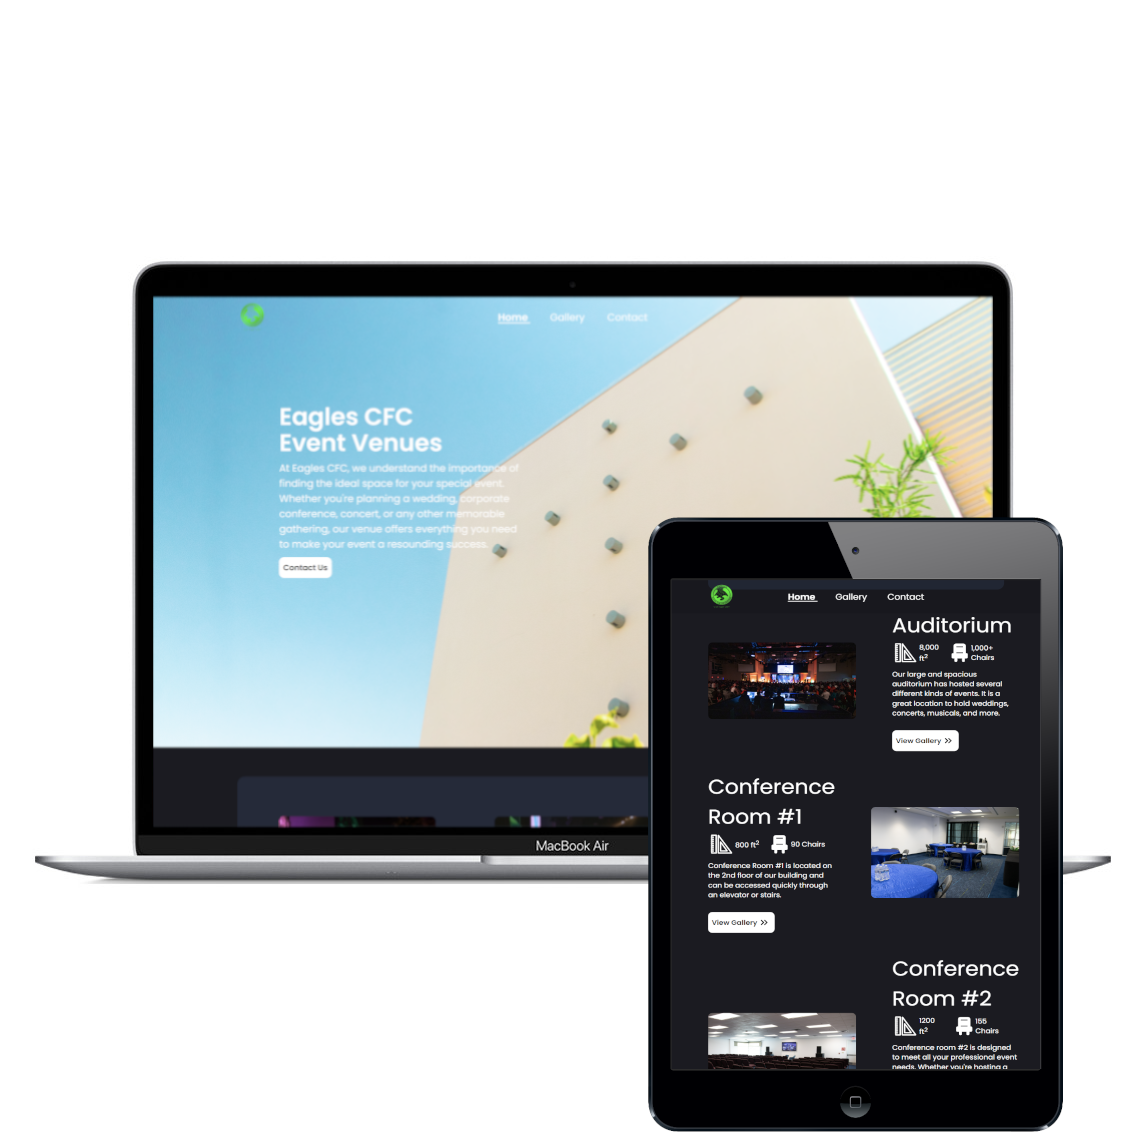 Home Gallery Contact
Eagles CFC
Event Venues
At Eagles CFC, we understand the importance of
finding the ideal space for your special event.
Whether you're planning a wedding, corporate
conference, concert, or any other memorable
gathering, our venue offers everything you need
to make your event a resounding success.
Contact Us
MacBook Air
Home Gallery Contact
Auditorium
8,000 ft²
1,000+ Chairs
Our large and spacious
auditorium has hosted several
different kinds of events. It is a
great location to hold weddings,
concerts, musicals, and more.
View Gallery
Conference
Room #1
800 ft²
90 Chairs
Conference Room #1 is located on
the 2nd floor of our building and
can be accessed quickly through
an elevator or stairs.
View Gallery
Conference
Room #2
1200 ft²
155 Chairs
Conference room #2 is designed
to meet all your professional event
needs. Whether you're hosting a